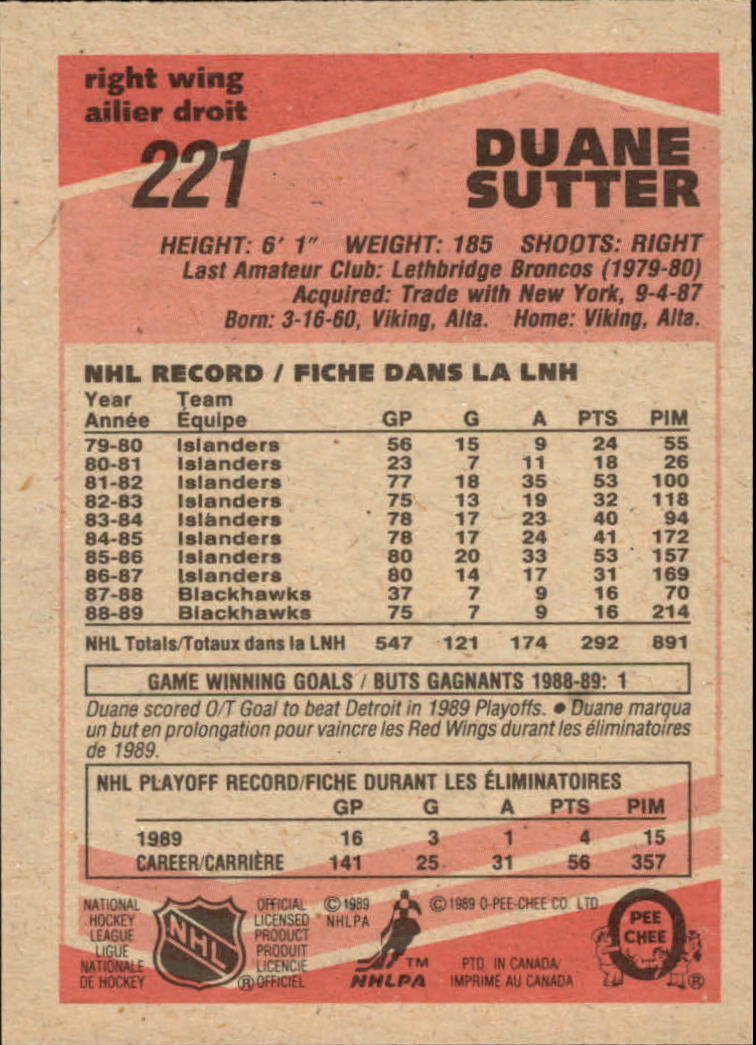 right wing
ailier droit
221
DUANE
SUTTER
HEIGHT: 6' 1" WEIGHT: 185 SHOOTS: RIGHT
Last Amateur Club: Lethbridge Broncos (1979-80)
Acquired: Trade with New York, 9-4-87
Born: 3-16-60, Viking, Alta. Home: Viking, Alta.
NHL RECORD / FICHE DANS LA LNH
Year Team
Année Équipe GP G A PTS PIM
79-80 Islanders 56 15 9 24 55
80-81 Islanders 23 7 11 18 26
81-82 Islanders 77 18 35 53 100
82-83 Islanders 75 13 19 32 118
83-84 Islanders 78 17 23 40 94
84-85 Islanders 78 17 24 41 172
85-86 Islanders 80 20 33 53 157
86-87 Islanders 80 14 17 31 169
87-88 Blackhawks 37 7 9 16 70
88-89 Blackhawks 75 7 9 16 214
NHL Totals/Totaux dans la LNH 547 121 174 292 891
GAME WINNING GOALS / BUTS GAGNANTS 1988-89: 1
Duane scored O/T Goal to beat Detroit in 1989 Playoffs. ● Duane marqua
un but en prolongation pour vaincre les Red Wings durant les éliminatoires
de 1989.
NHL PLAYOFF RECORD/FICHE DURANT LES ÉLIMINATOIRES
GP G A PTS PIM
1989 16 3 1 4 15
CAREER/CARRIÈRE 141 25 31 56 357
NATIONAL
HOCKEY
LEAGUE
LIGUE
NATIONALE
DE HOCKEY
NHL
®
OFFICIAL
LICENSED
PRODUCT
PRODUIT
LICENCIE
OFFICIEL
©1989
NHLPA
TM
NHLPA
©1989 O-PEE-CHEE CO. LTD
PTD. IN CANADA/
IMPRIME AU CANADA
O
PEE
CHEE
®